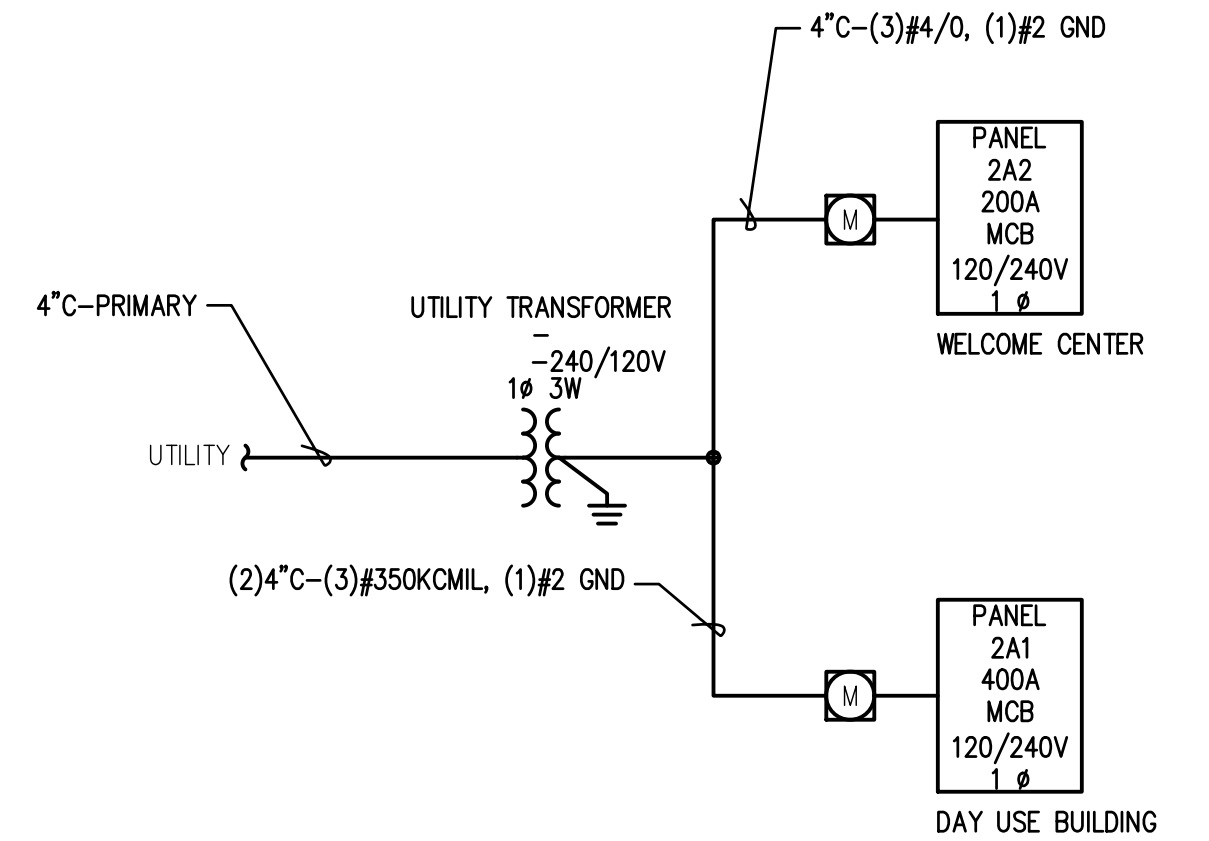 4"C-(3)#4/0, (1)#2 GND
PANEL
2A2
200A
MCB
120/240V
1 ø
WELCOME CENTER
M
4"C-PRIMARY
UTILITY TRANSFORMER
-
-240/120V
1ø 3W
UTILITY
(2)4"C-(3)#350KCMIL, (1)#2 GND
M
PANEL
2A1
400A
MCB
120/240V
1 ø
DAY USE BUILDING